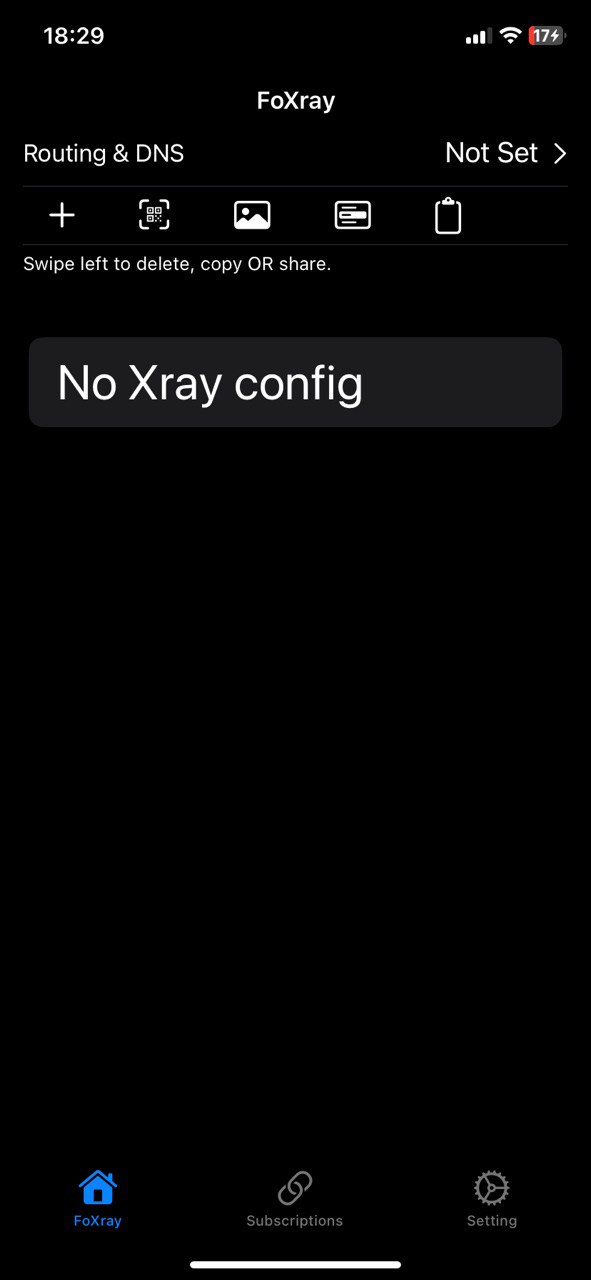 18:29
17
FoXray
Routing & DNS
Not Set
Swipe left to delete, copy OR share.
No Xray config
FoXray
Subscriptions
Setting